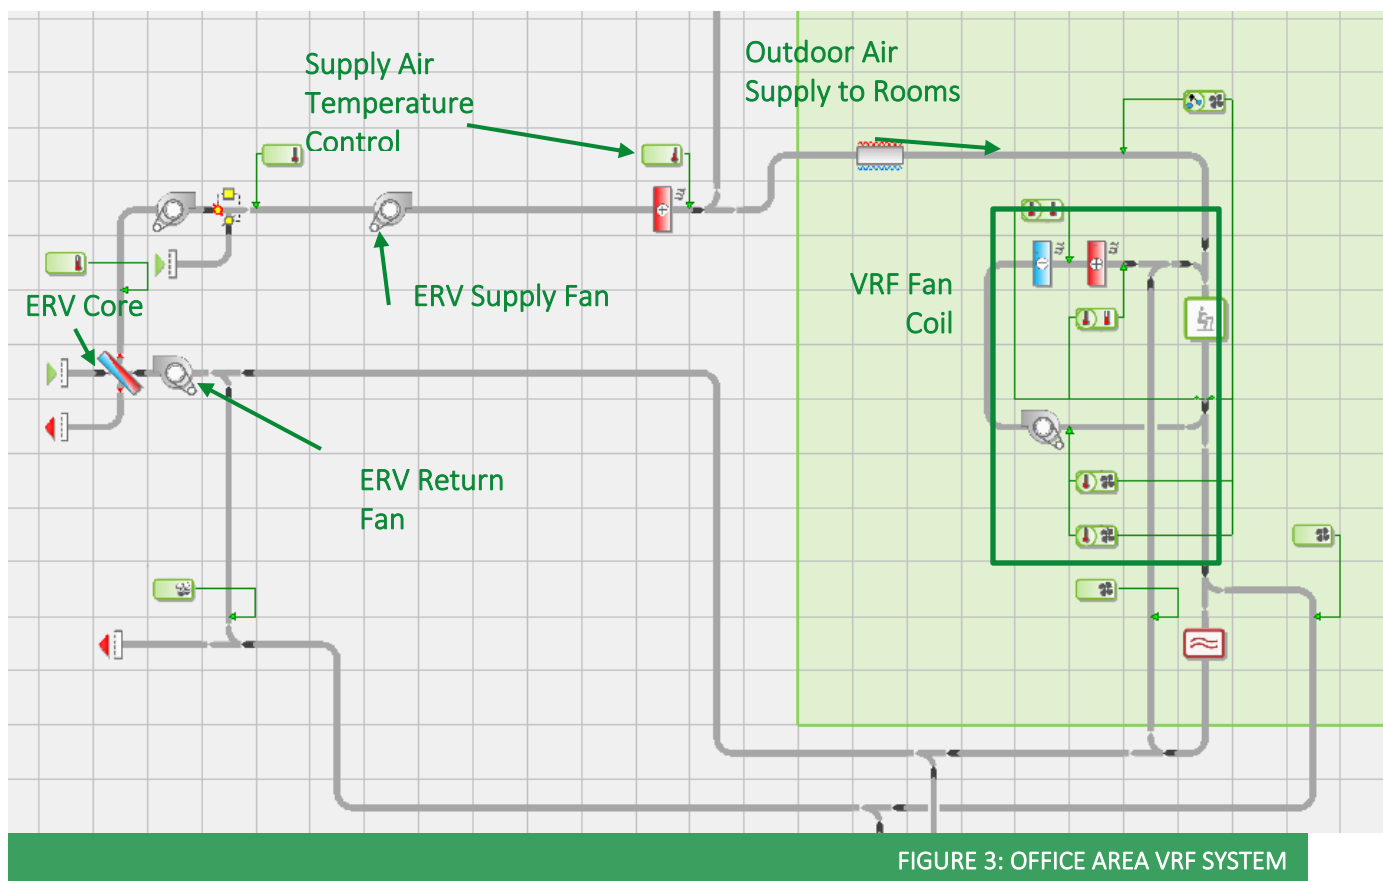 Supply Air
Temperature
Control
Outdoor Air
Supply to Rooms
ERV Supply Fan
ERV Core
VRF Fan
Coil
ERV Return
Fan
FIGURE 3: OFFICE AREA VRF SYSTEM